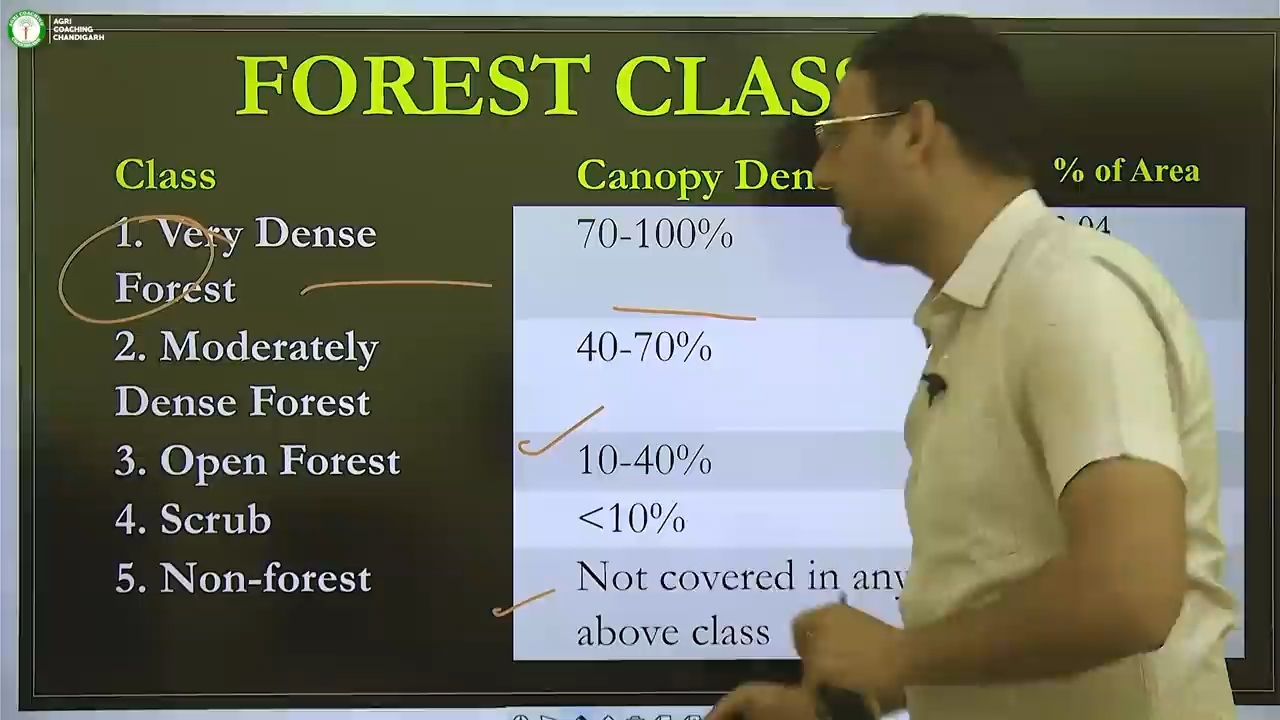 AGRI
COACHING
CHANDIGARH
FOREST CLAS
Class
Canopy Den
% of Area
1. Very Dense
70-100%
Forest
2. Moderately
40-70%
Dense Forest
3. Open Forest
10-40%
4. Scrub
<10%
5. Non-forest
Not covered in any
above class